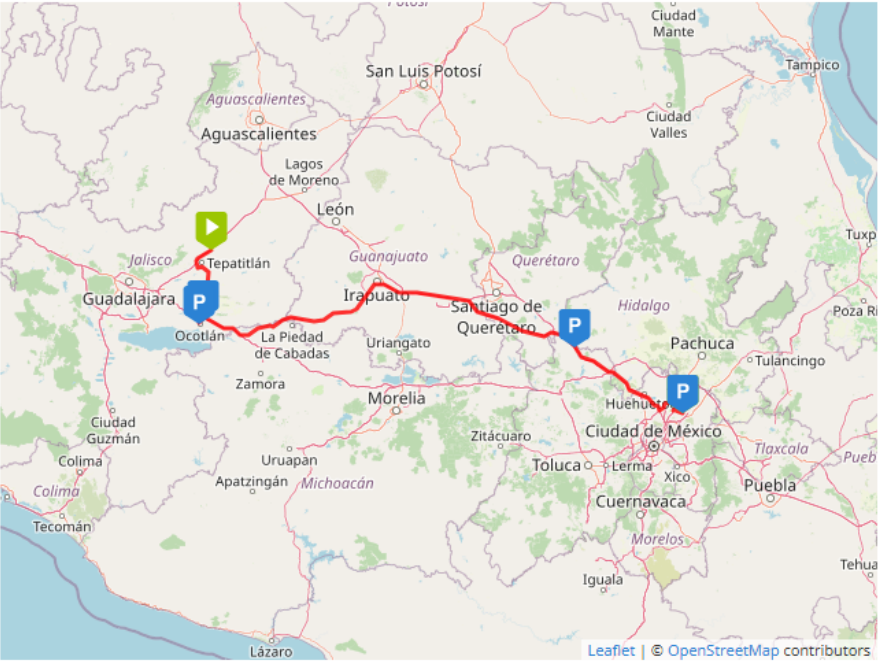 Potosí
Ciudad
Mante
San Luis Potosí
Tampico
Aguascalientes
Aguascalientes
Ciudad
Valles
Lagos
de Moreno
León
Tuxp
Jalisco
Tepatitlán
Guanajuato
Querétaro
Guadalajara
P
Irapuato
Santiago de
Querétaro
Hidalgo
Poza Ri
Ocotlán
La Piedad
de Cabadas
Uriangato
P
Pachuca
Tulancingo
Zamora
Morelia
Huehueto
P
Ciudad
Guzmán
Zitácuaro
Ciudad de México
Tlaxcala
Pueb
Colima
Uruapan
Toluca
Lerma
Xico
Colima
Apatzingán
Michoacán
Puebla
Tecomán
Cuernavaca
Morelos
Tehua
Iguala
Lázaro
Leaflet | © OpenStreetMap contributors